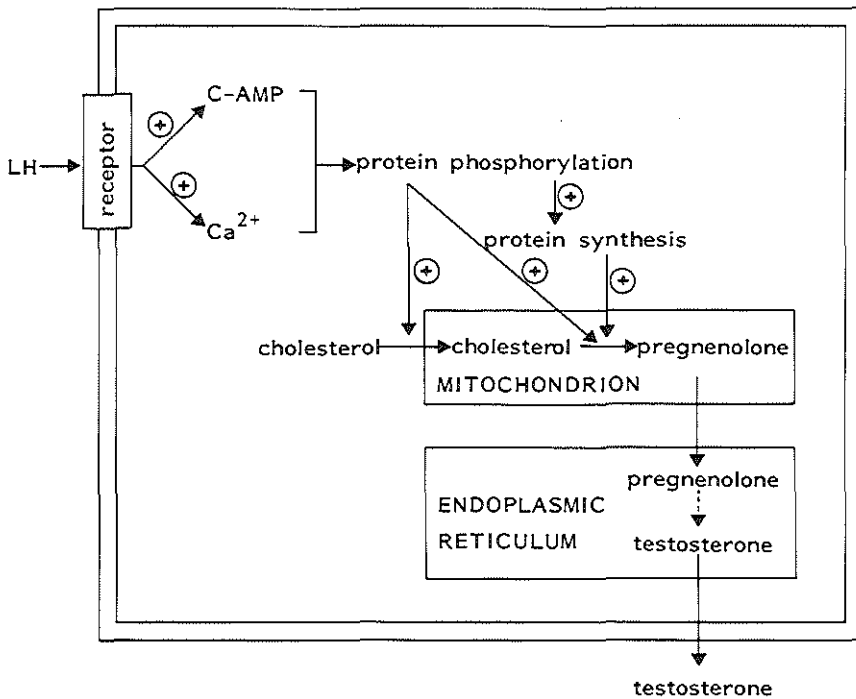 C-AMP
+
LH
receptor
protein phosphorylation
+
+
Ca2+
protein synthesis
+
+
+
cholesterol
cholesterol
pregnenolone
MITOCHONDRION
pregnenolone
ENDOPLASMIC
RETICULUM
testosterone
testosterone